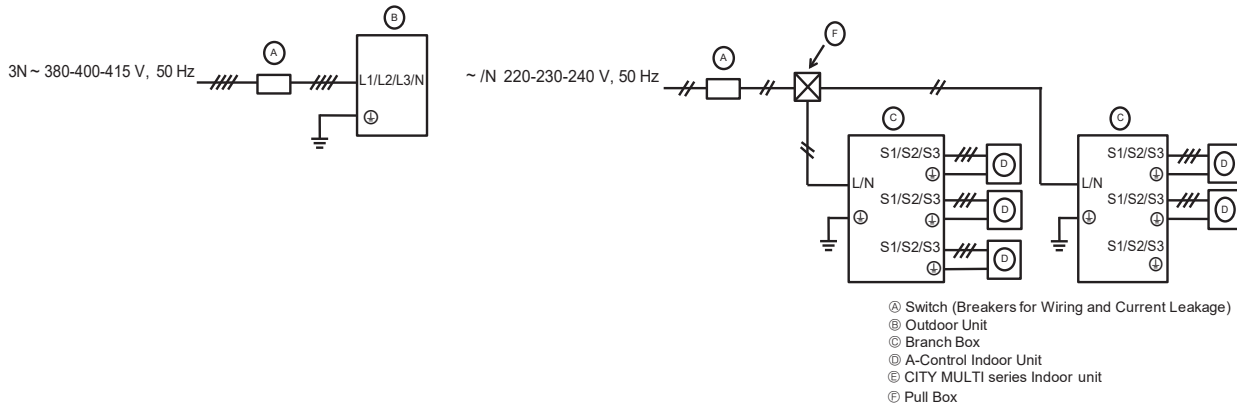 3N ~ 380-400-415 V, 50 Hz
A
B
L1/L2/L3/N
~ /N 220-230-240 V, 50 Hz
A
F
C
L/N
S1/S2/S3
D
S1/S2/S3
D
S1/S2/S3
D
C
L/N
S1/S2/S3
D
S1/S2/S3
D
S1/S2/S3
Ⓐ Switch (Breakers for Wiring and Current Leakage)
Ⓑ Outdoor Unit
Ⓒ Branch Box
Ⓓ A-Control Indoor Unit
Ⓔ CITY MULTI series Indoor unit
Ⓕ Pull Box